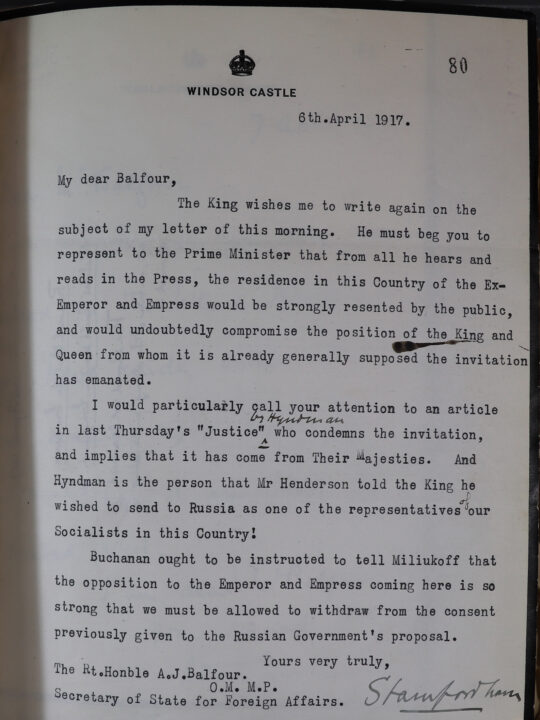 80
WINDSOR CASTLE
6th.April 1917.
My dear Balfour,
The King wishes me to write again on the
subject of my letter of this morning. He must beg you to
represent to the Prime Minister that from all he hears and
reads in the Press, the residence in this Country of the Ex-
Emperor and Empress would be strongly resented by the public,
and would undoubtedly compromise the position of the King and
Queen from whom it is already generally supposed the invitation
has emanated.
I would particularly call your attention to an article
by Hyndman
in last Thursday's "Justice" who condemns the invitation,
and implies that it has come from Their Majesties. And
Hyndman is the person that Mr Henderson told the King he
wished to send to Russia as one of the representatives of our
Socialists in this Country!
Buchanan ought to be instructed to tell Miliukoff that
the opposition to the Emperor and Empress coming here is so
strong that we must be allowed to withdraw from the consent
previously given to the Russian Government's proposal.
Yours very truly,
The Rt.Honble A.J.Balfour.
O.M. M.P.
Secretary of State for Foreign Affairs.
Stamfordham